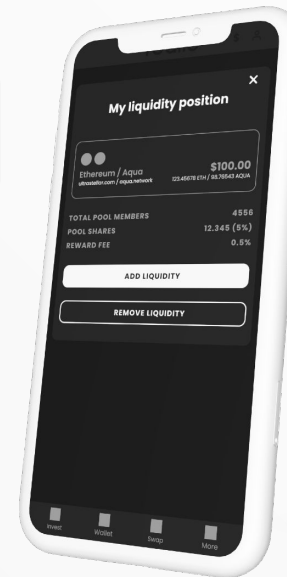 My liquidity position
Ethereum / Aqua
ultrastellar.com / aqua.network
$100.00
123.45678 ETH / 98.76543 AQUA
TOTAL POOL MEMBERS 4556
POOL SHARES 12.345 (5%)
REWARD FEE 0.5%
ADD LIQUIDITY
REMOVE LIQUIDITY
Invest Wallet Swap More